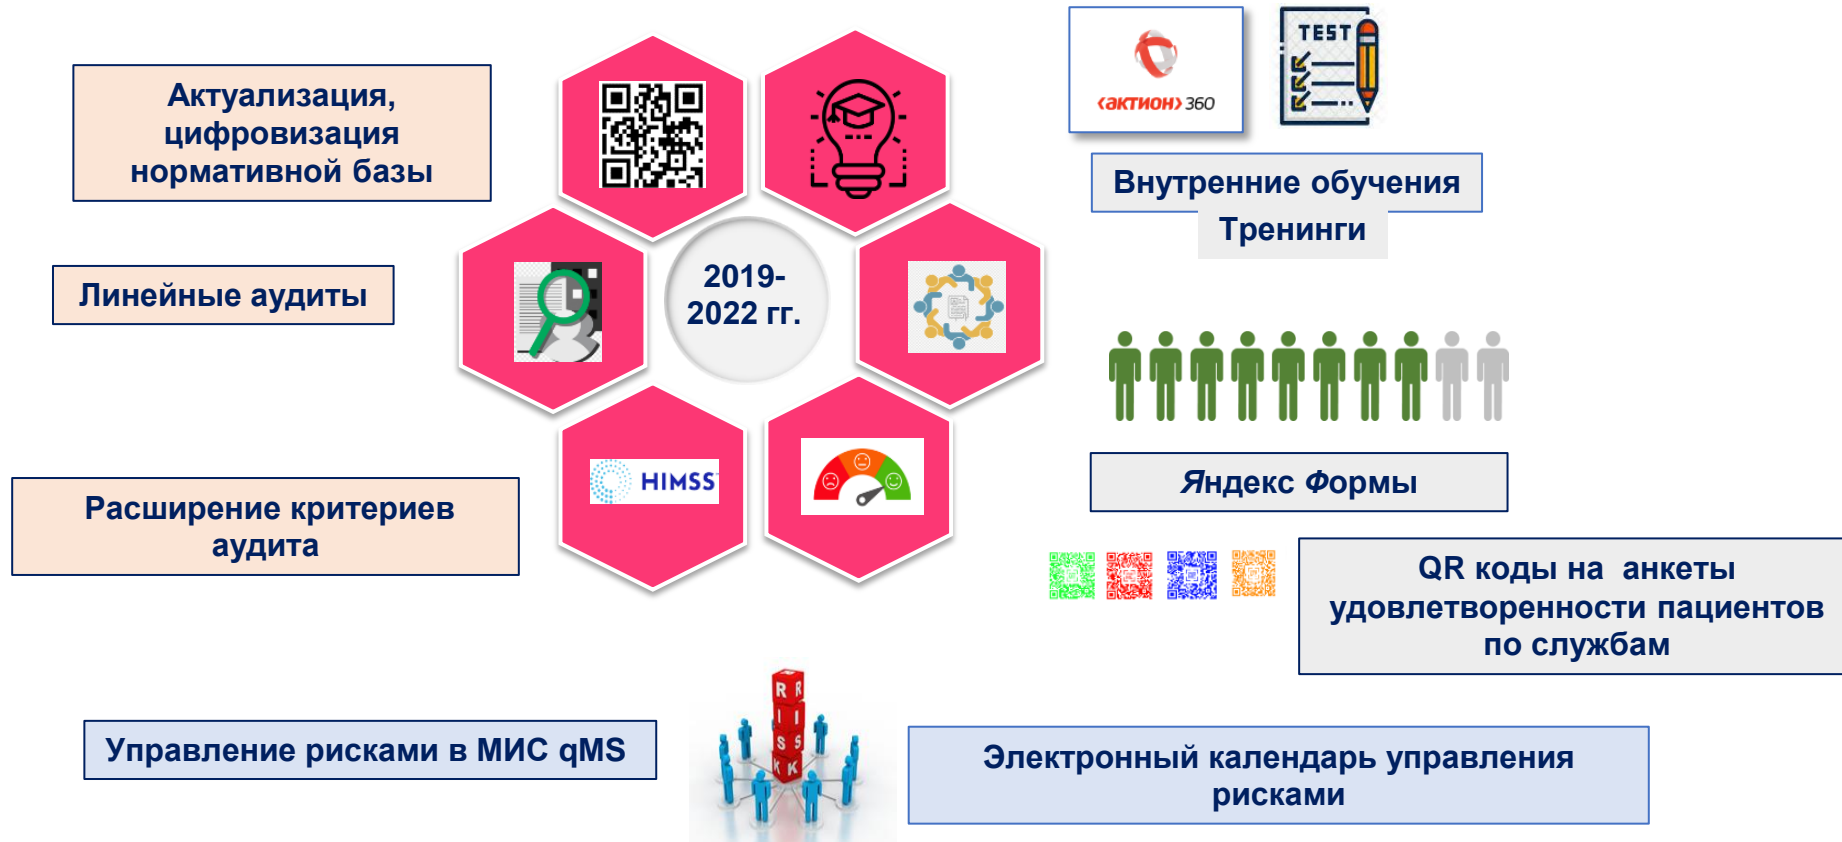 Актуализация,
цифровизация
нормативной базы
Линейные аудиты
Расширение критериев
аудита
2019-
2022 гг.
HIMSS
‹актион› 360
TEST
Внутренние обучения
Тренинги
Яндекс Формы
QR коды на анкеты
удовлетворенности пациентов
по службам
Управление рисками в МИС qMS
R R
I I
S S
K K
Электронный календарь управления
рисками